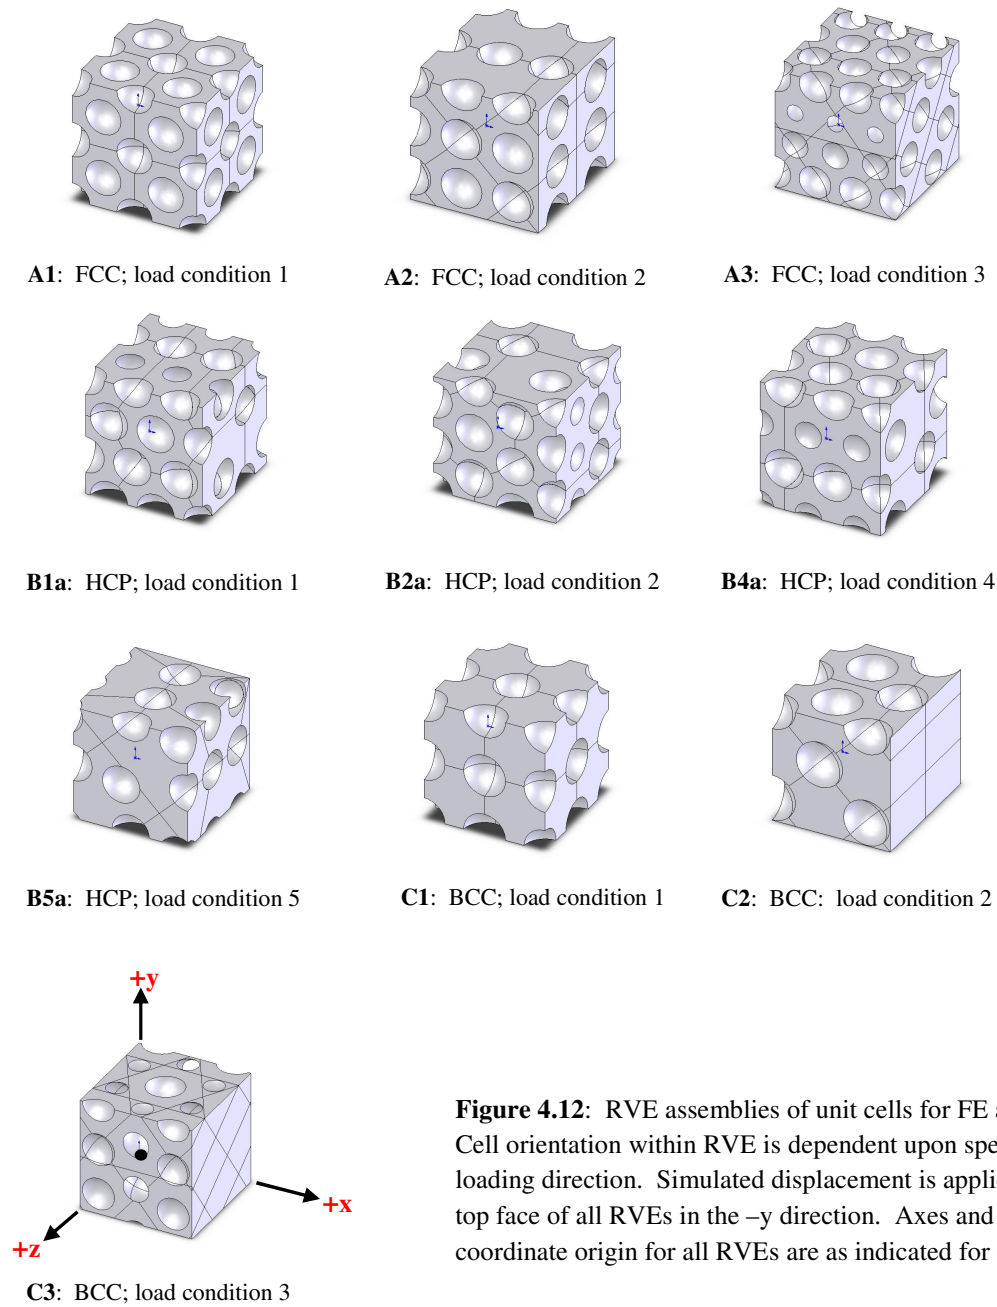 A1: FCC; load condition 1
A2: FCC; load condition 2
A3: FCC; load condition 3
B1a: HCP; load condition 1
B2a: HCP; load condition 2
B4a: HCP; load condition 4
B5a: HCP; load condition 5
C1: BCC; load condition 1
C2: BCC: load condition 2
+y
+x
+z
C3: BCC; load condition 3
Figure 4.12: RVE assemblies of unit cells for FE
Cell orientation within RVE is dependent upon
loading direction. Simulated displacement is
top face of all RVEs in the –y direction. Axes and
coordinate origin for all RVEs are as indicated for